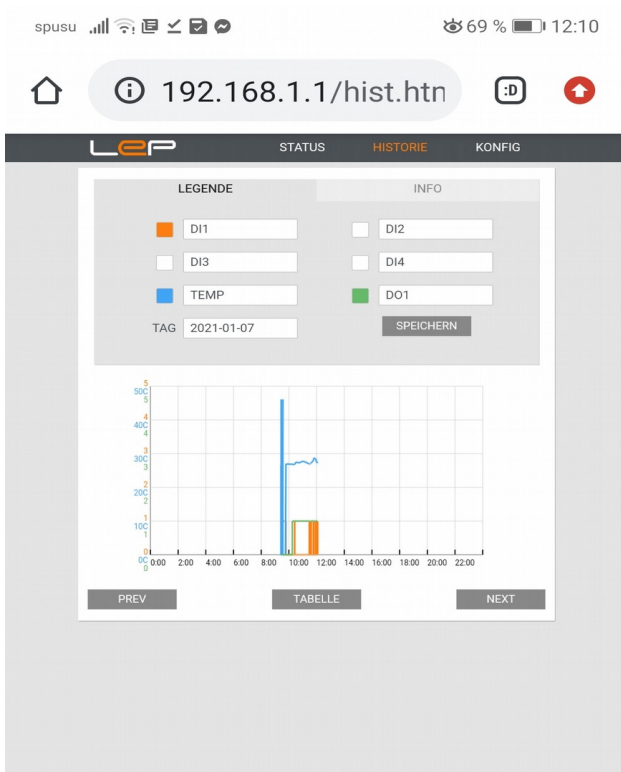 spusu 69 % 12:10
192.168.1.1/hist.htn :D
LEP STATUS HISTORIE KONFIG
LEGENDE INFO
DI1 DI2
DI3 DI4
TEMP DO1
TAG 2021-01-07 SPEICHERN
5
50C
5
4
40C
4
3
30C
3
2
20C
2
1
10C
1
0
0C
0
0:00 2:00 4:00 6:00 8:00 10:00 12:00 14:00 16:00 18:00 20:00 22:00
PREV TABELLE NEXT